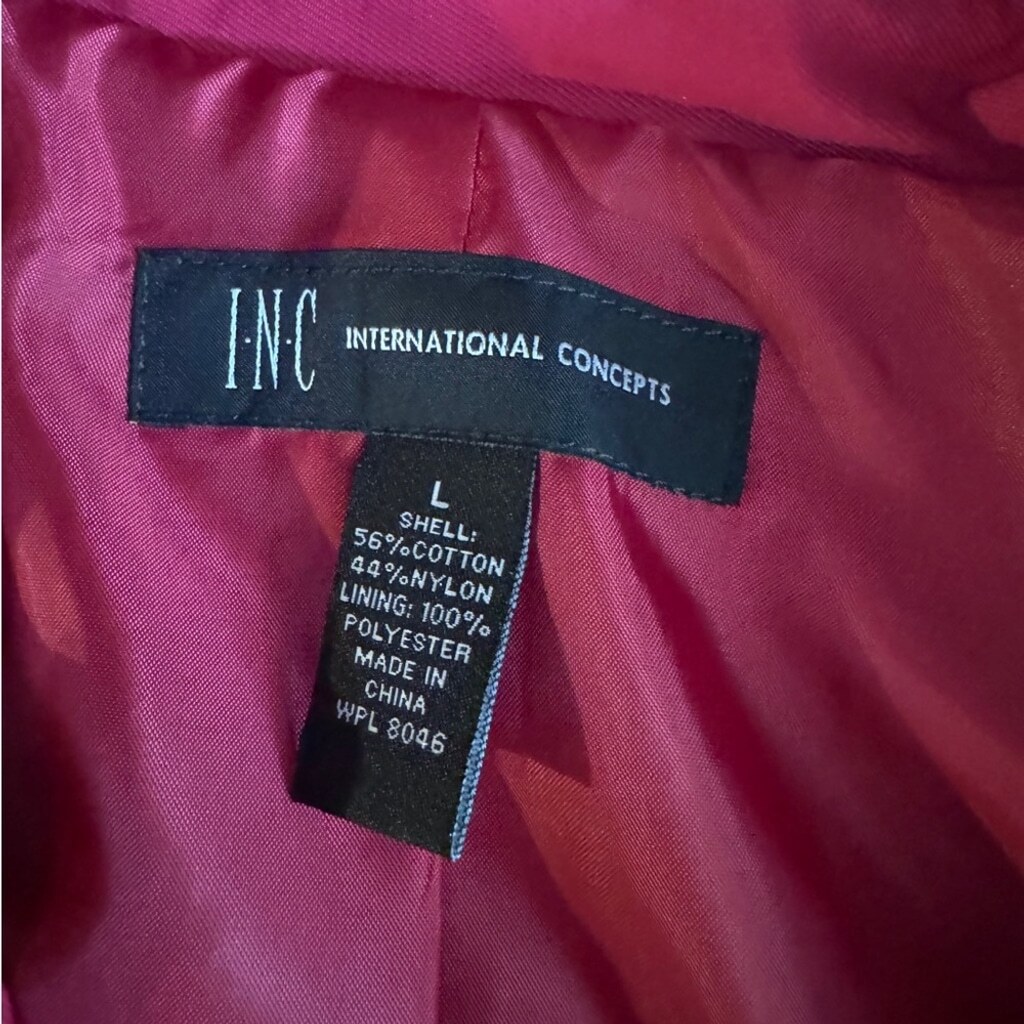 I·N·C INTERNATIONAL CONCEPTS
L
SHELL:
56%COTTON
44%NYLON
LINING: 100%
POLYESTER
MADE IN
CHINA
WPL 8046